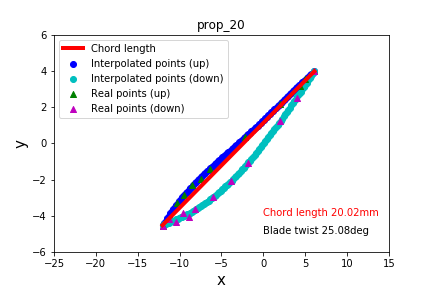 prop_20
Chord length
Interpolated points (up)
Interpolated points (down)
Real points (up)
Real points (down)
6
4
2
0
−2
−4
−6
y
Chord length 20.02mm
Blade twist 25.08deg
−25 −20 −15 −10 −5 0 5 10 15
x